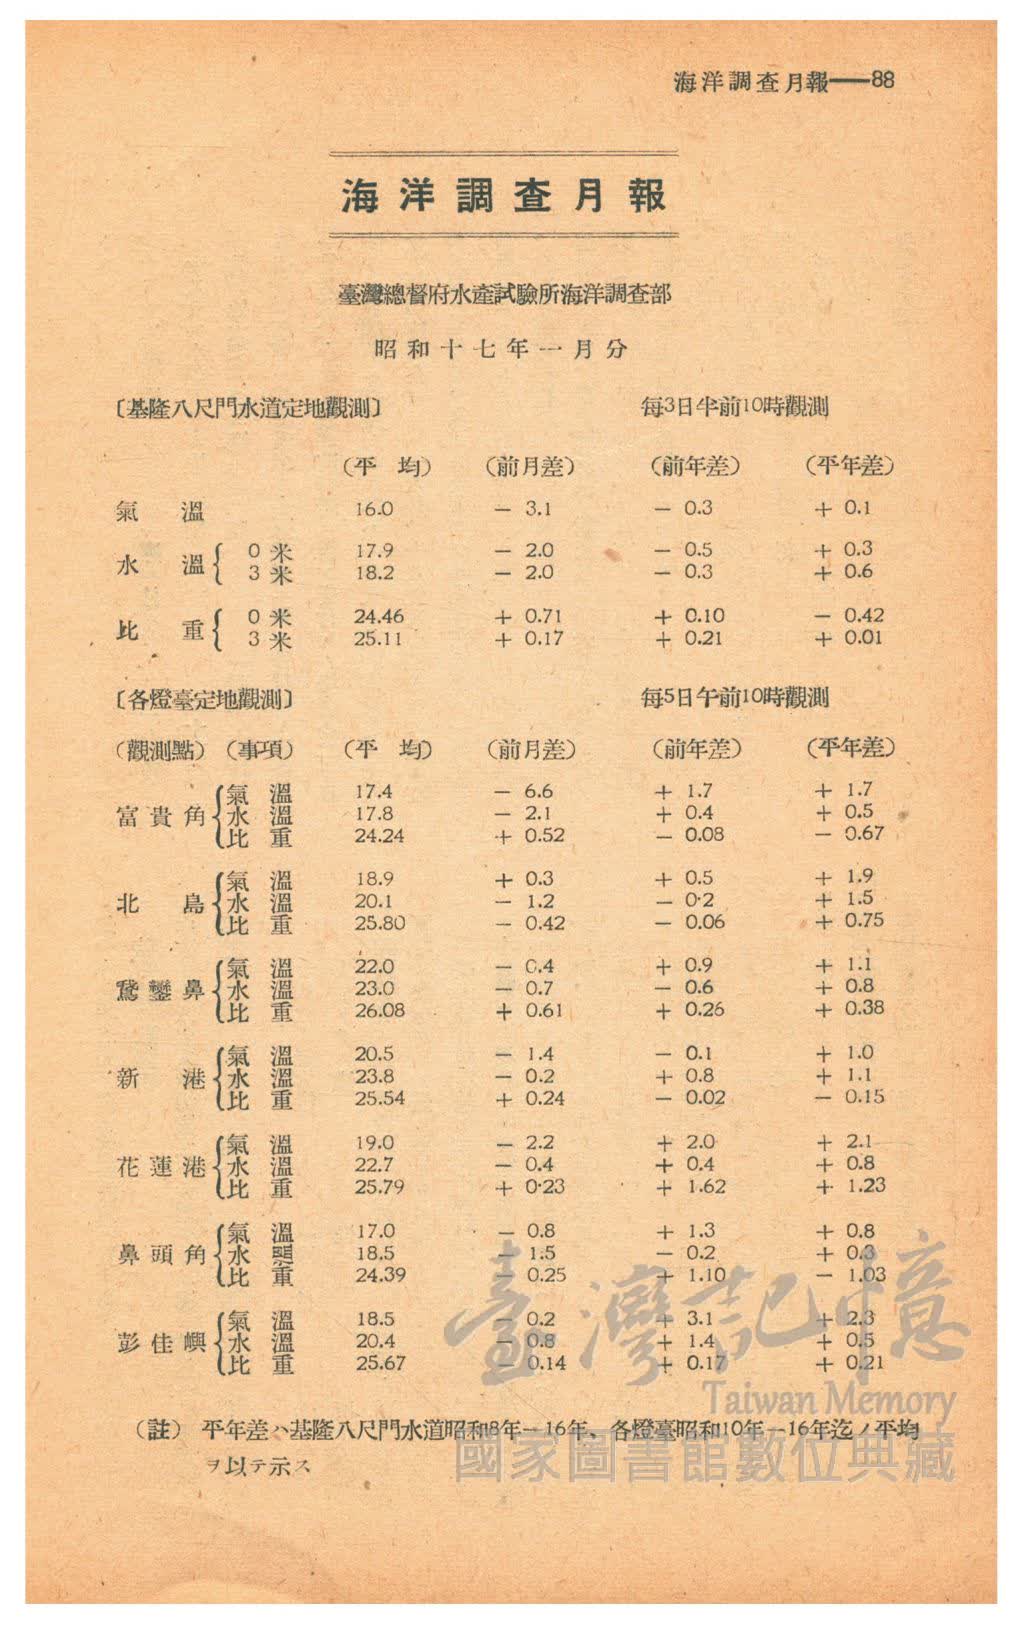 海洋調查月報——88
海洋調查月報
臺灣總督府水產試驗所海洋調查部
昭和十七年一月分
〔基隆八尺門水道定地觀測〕 每3日午前10時觀測
(平 均) (前月差) (前年差) (平年差)
氣 溫 16.0 － 3.1 － 0.3 ＋ 0.1
水 溫{ 0 米 17.9 － 2.0 － 0.5 ＋ 0.3
3 米 18.2 － 2.0 － 0.3 ＋ 0.6
比 重{ 0 米 24.46 ＋ 0.71 ＋ 0.10 － 0.42
3 米 25.11 ＋ 0.17 ＋ 0.21 ＋ 0.01
〔各燈臺定地觀測〕 每5日午前10時觀測
(觀測點) (事項) (平 均) (前月差) (前年差) (平年差)
氣 溫 17.4 － 6.6 ＋ 1.7 ＋ 1.7
富貴角{水 溫 17.8 － 2.1 ＋ 0.4 ＋ 0.5
比 重 24.24 ＋ 0.52 － 0.08 － 0.67
氣 溫 18.9 ＋ 0.3 ＋ 0.5 ＋ 1.9
北 島{水 溫 20.1 － 1.2 － 0·2 ＋ 1.5
比 重 25.80 － 0.42 － 0.06 ＋ 0.75
氣 溫 22.0 － 0.4 ＋ 0.9 ＋ 1.1
鵞鑾鼻{水 溫 23.0 － 0.7 － 0.6 ＋ 0.8
比 重 26.08 ＋ 0.61 ＋ 0.26 ＋ 0.38
氣 溫 20.5 － 1.4 － 0.1 ＋ 1.0
新 港{水 溫 23.8 － 0.2 ＋ 0.8 ＋ 1.1
比 重 25.54 ＋ 0.24 － 0.02 － 0.15
氣 溫 19.0 － 2.2 ＋ 2.0 ＋ 2.1
花蓮港{水 溫 22.7 － 0.4 ＋ 0.4 ＋ 0.8
比 重 25.79 ＋ 0·23 ＋ 1.62 ＋ 1.23
氣 溫 17.0 － 0.8 ＋ 1.3 ＋ 0.8
鼻頭角{水 溫 18.5 － 1.5 － 0.2 ＋ 0.3
比 重 24.39 － 0.25 ＋ 1.10 － 1.03
氣 溫 18.5 － 0.2 ＋ 3.1 ＋ 2.3
彭佳嶼{水 溫 20.4 － 0.8 ＋ 1.4 ＋ 0.5
比 重 25.67 － 0.14 ＋ 0.17 ＋ 0.21
臺灣記憶
Taiwan Memory
國家圖書館數位典藏
(註) 平年差ハ基隆八尺門水道昭和8年―16年、各燈臺昭和10年―16年迄ノ平均
ヲ以テ示ス